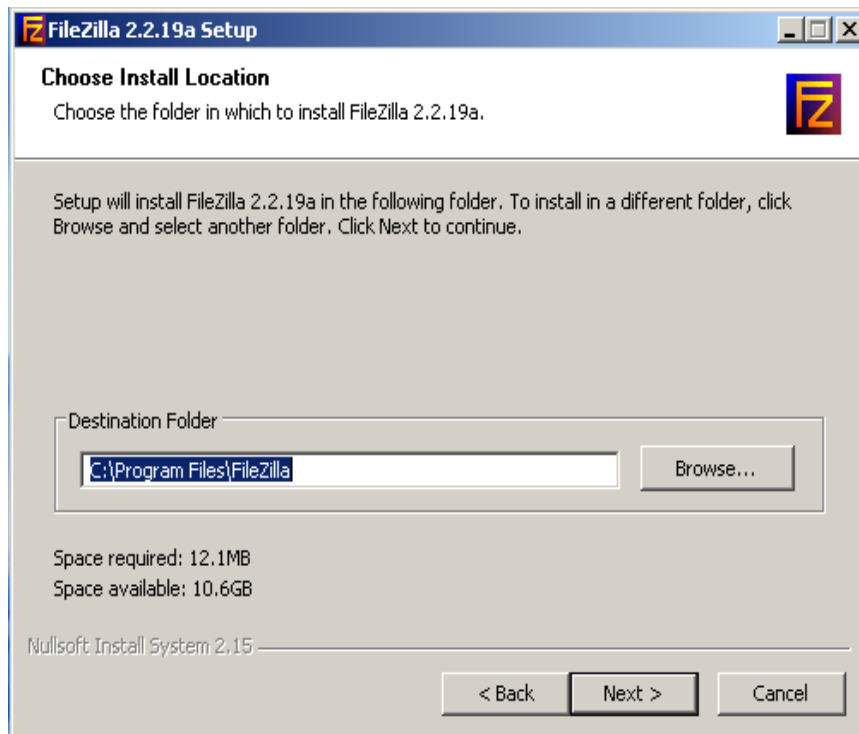 FileZilla 2.2.19a Setup
Choose Install Location
Choose the folder in which to install FileZilla 2.2.19a.
FZ
Setup will install FileZilla 2.2.19a in the following folder. To install in a different folder, click
Browse and select another folder. Click Next to continue.
Destination Folder
C:\Program Files\FileZilla
Browse...
Space required: 12.1MB
Space available: 10.6GB
Nullsoft Install System 2.15
< Back
Next >
Cancel